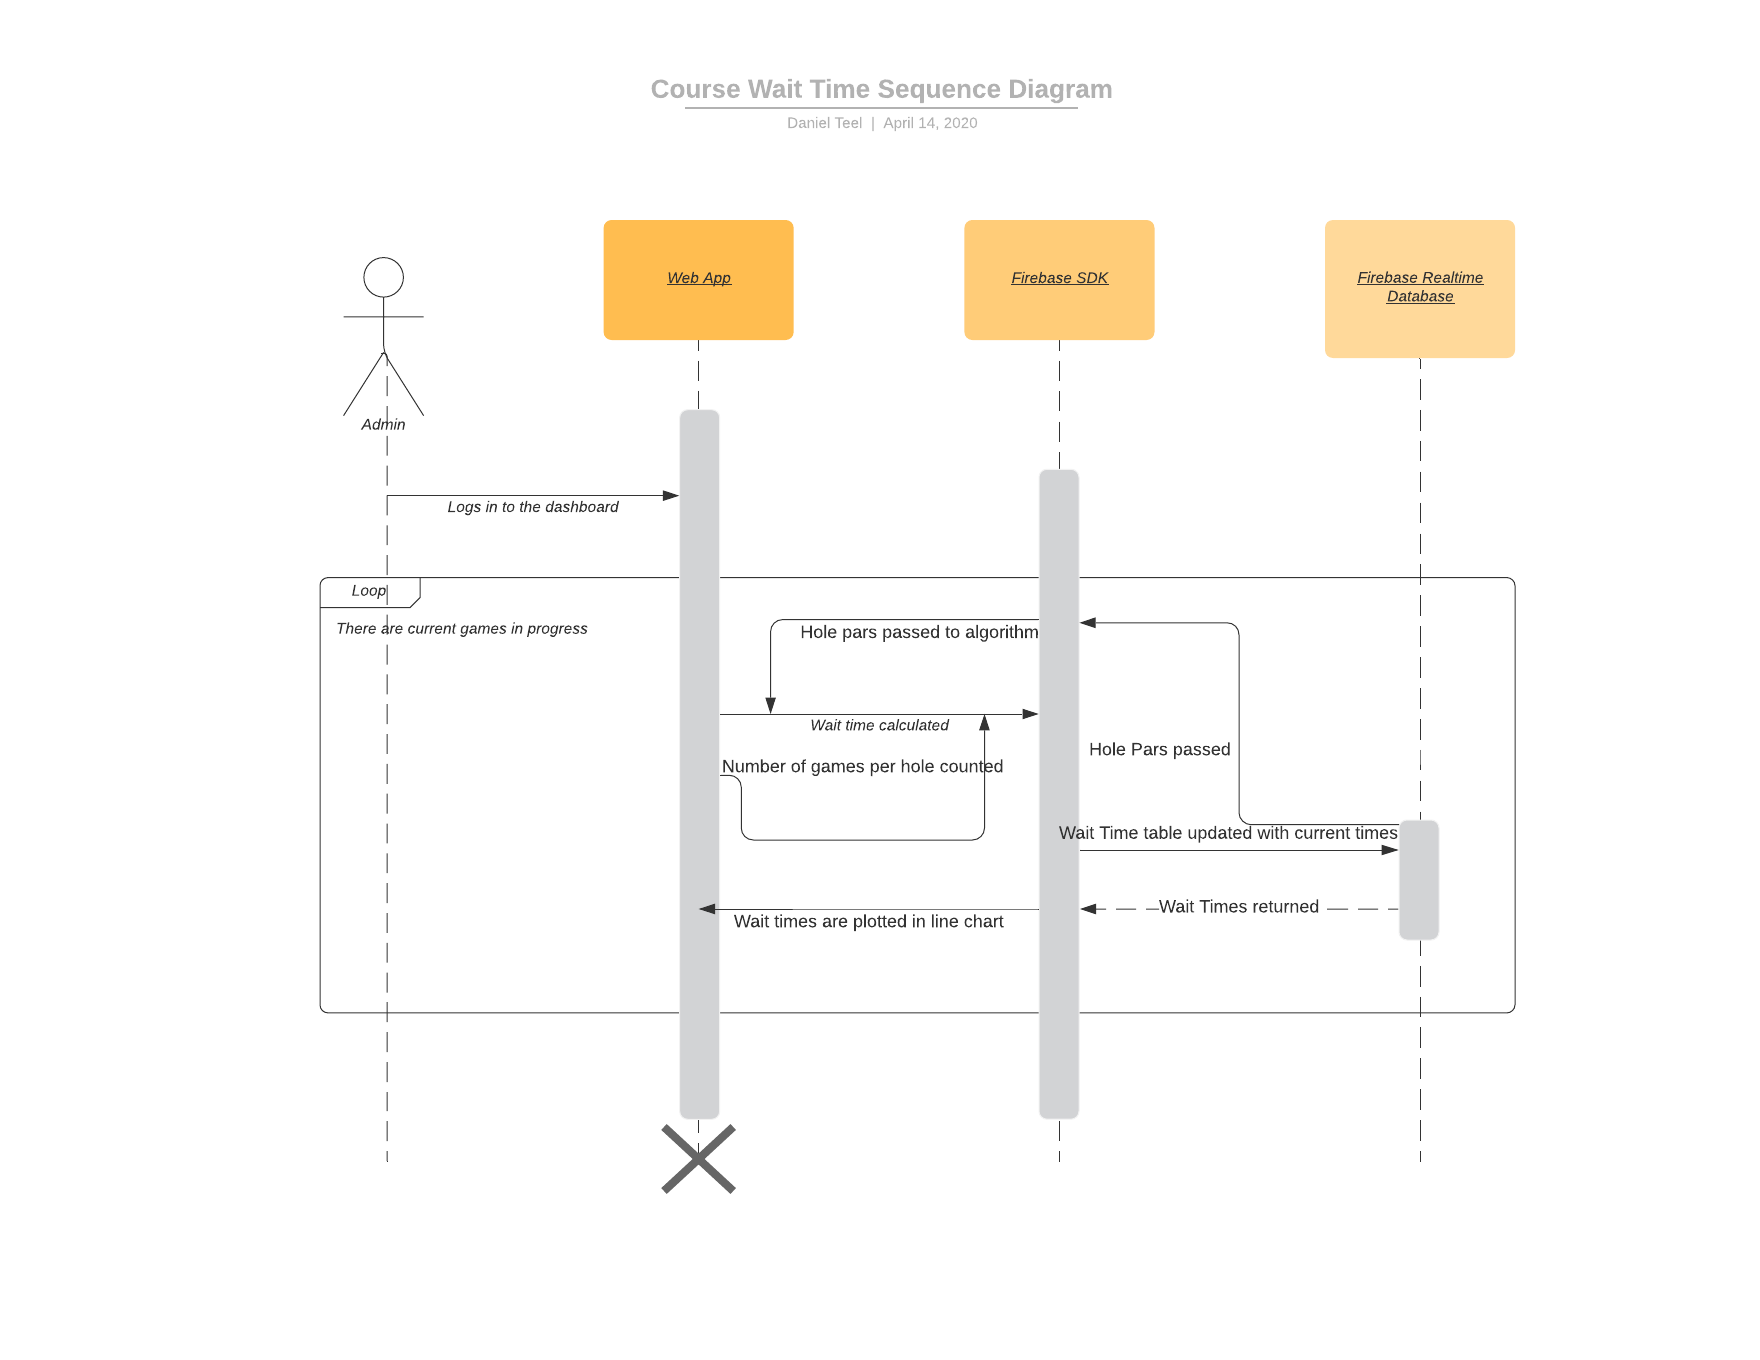 Course Wait Time Sequence Diagram
Daniel Teel | April 14, 2020
Web App
Firebase SDK
Firebase Realtime
Database
Admin
Logs in to the dashboard
Loop
There are current games in progress
Hole pars passed to algorithm
Wait time calculated
Hole Pars passed
Number of games per hole counted
Wait Time table updated with current times
Wait Times returned
Wait times are plotted in line chart